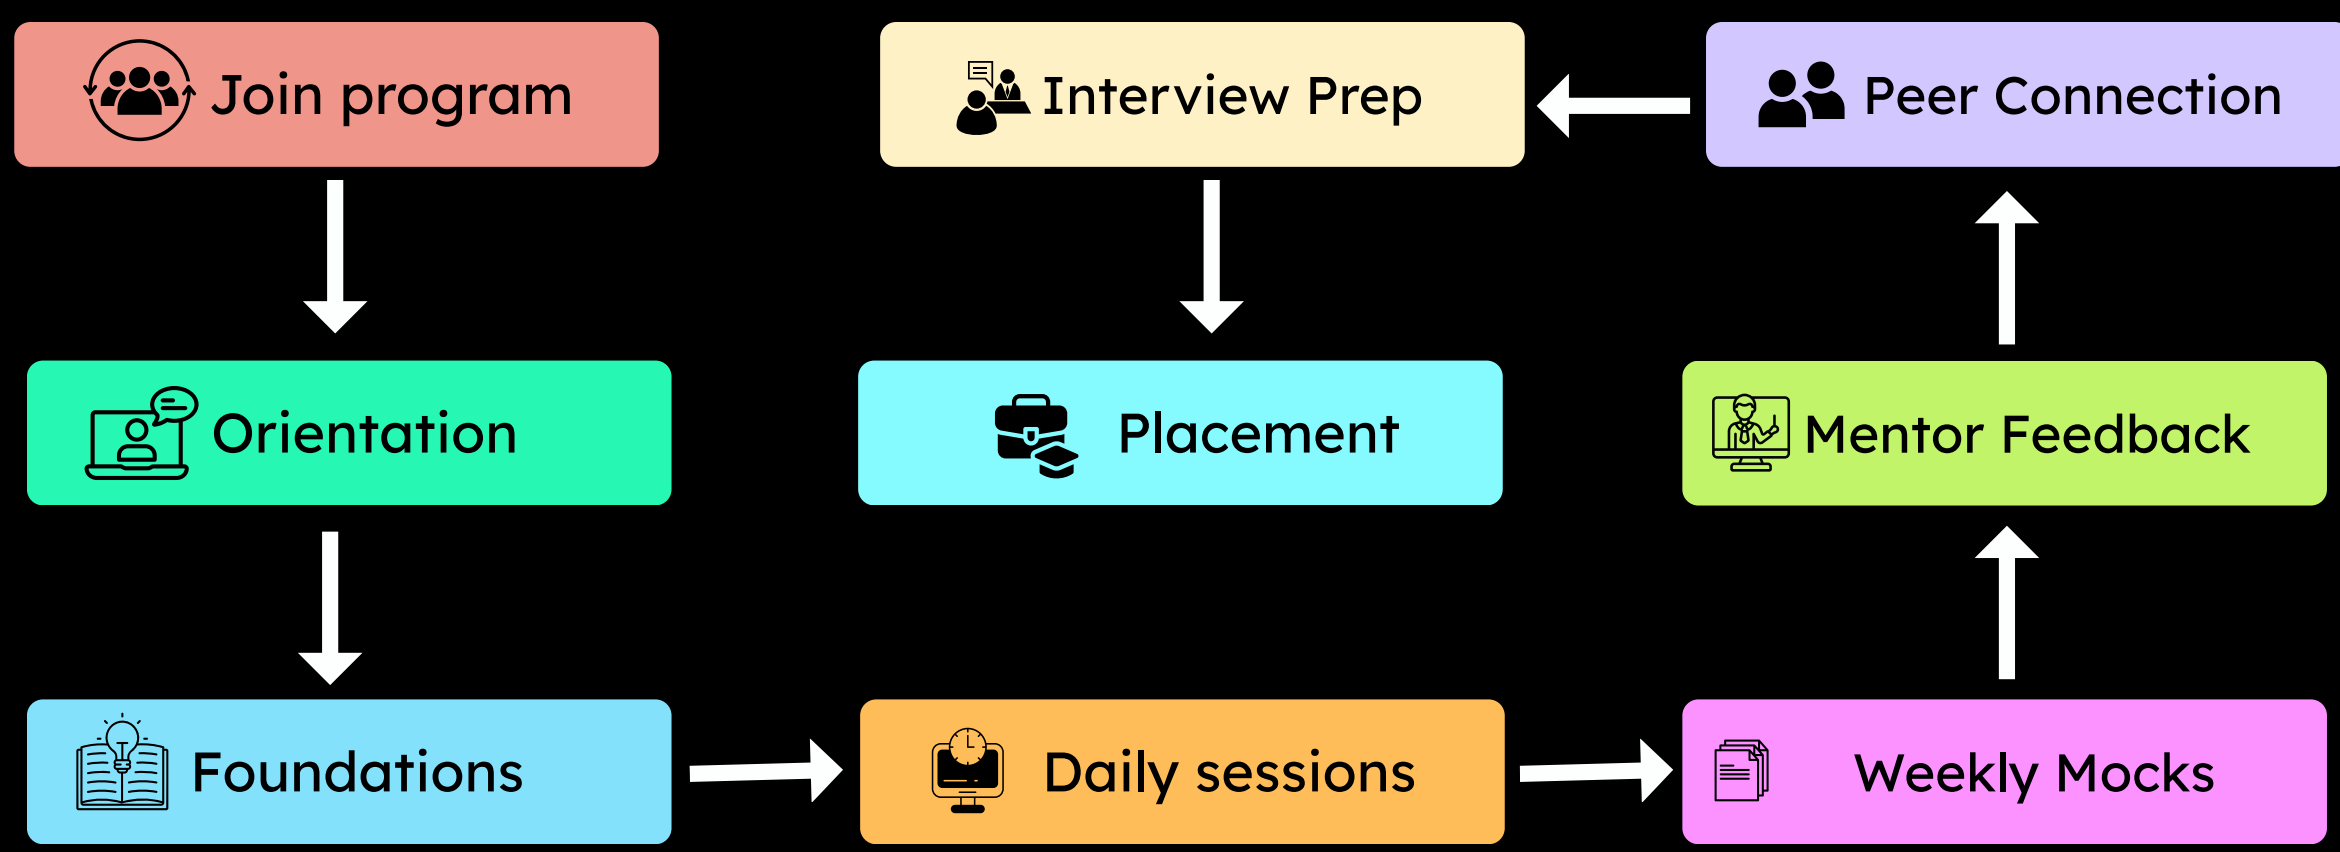 Join program
Interview Prep
Peer Connection
Orientation
Placement
Mentor Feedback
Foundations
Daily sessions
Weekly Mocks